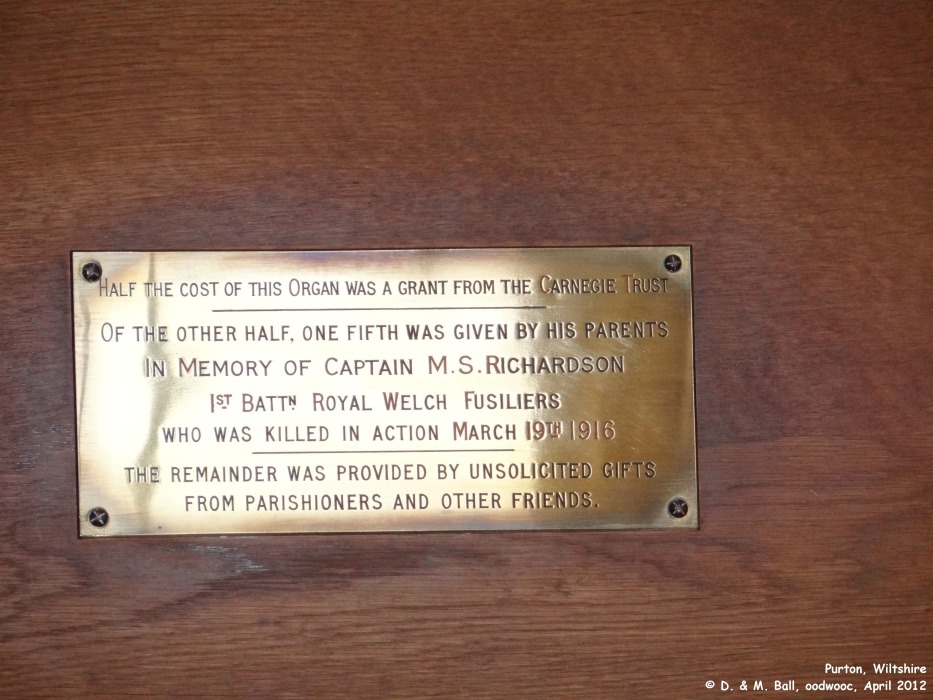 Half the cost of this Organ was a grant from the Carnegie Trust
Of the other half, one fifth was given by his parents
In Memory of Captain M.S. Richardson
1st Battn Royal Welch Fusiliers
who was killed in action March 19th 1916
the remainder was provided by unsolicited gifts
from parishioners and other friends.
Purton, Wiltshire
© D. & M. Ball, oodwooc, April 2012